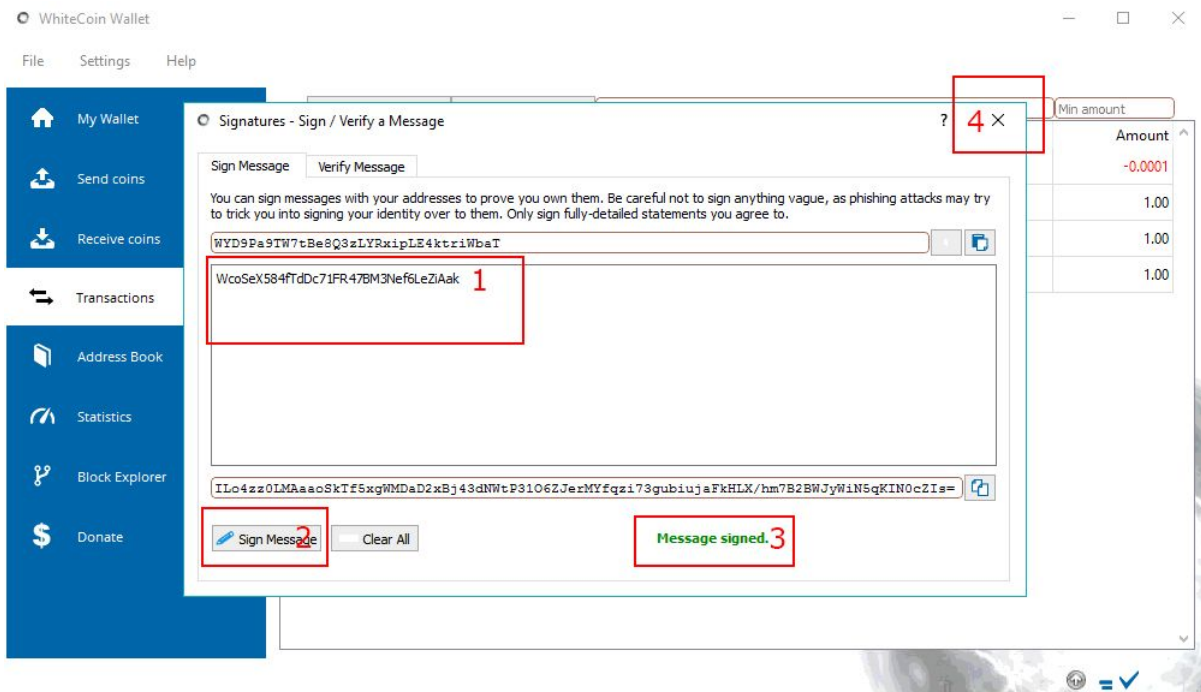 WhiteCoin Wallet
File Settings Help
Min amount
My Wallet
Signatures - Sign / Verify a Message ? 4
Amount
Sign Message Verify Message
-0.0001
Send coins
You can sign messages with your addresses to prove you own them. Be careful not to sign anything vague, as phishing attacks may try
to trick you into signing your identity over to them. Only sign fully-detailed statements you agree to.
1.00
Receive coins
WYD9Pa9TW7tBe8Q3zLYRxipLE4ktriWbaT
1.00
WcoSeX584fTdDc71FR47BM3Nef6LeZiAak 1
1.00
Transactions
Address Book
Statistics
Block Explorer
ILo4zz0LMAaaoSkTf5xgWMDaD2xBj43dNWtP31O6ZJerMYfqzi73gubiujaFkHLX/hm7B2BWJyWiN5qKIN0cZIs=
Donate
Sign Message 2 Clear All Message signed. 3